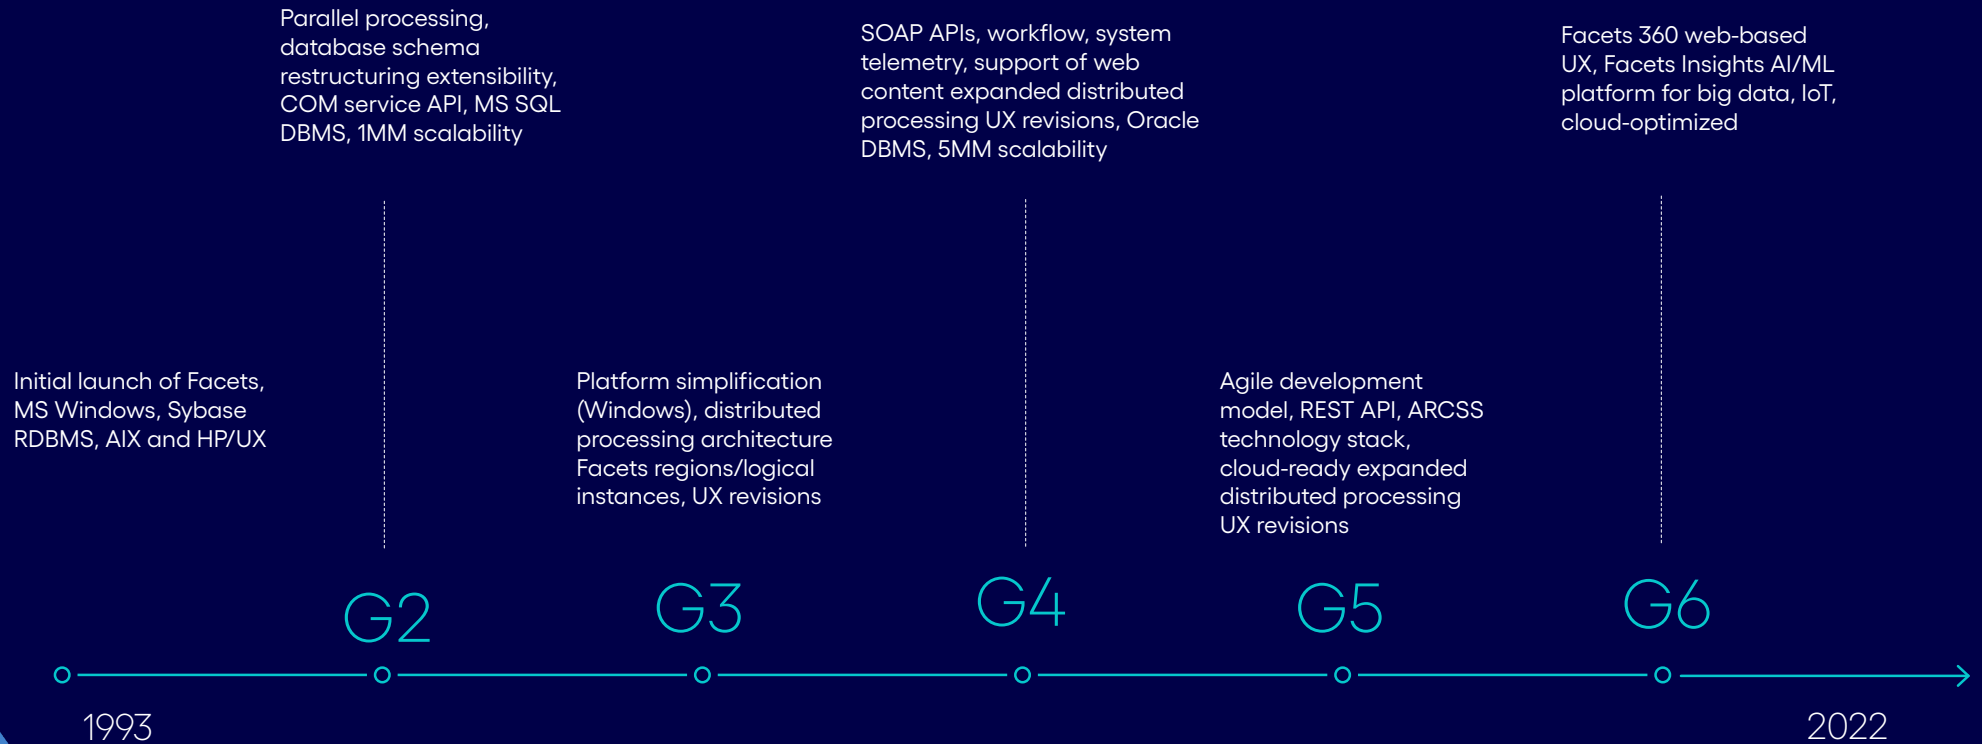 Parallel processing,
database schema
restructuring extensibility,
COM service API, MS SQL
DBMS, 1MM scalability
SOAP APIs, workflow, system
telemetry, support of web
content expanded distributed
processing UX revisions, Oracle
DBMS, 5MM scalability
Facets 360 web-based
UX, Facets Insights AI/ML
platform for big data, IoT,
cloud-optimized
Initial launch of Facets,
MS Windows, Sybase
RDBMS, AIX and HP/UX
Platform simplification
(Windows), distributed
processing architecture
Facets regions/logical
instances, UX revisions
Agile development
model, REST API, ARCSS
technology stack,
cloud-ready expanded
distributed processing
UX revisions
G2
G3
G4
G5
G6
1993
2022